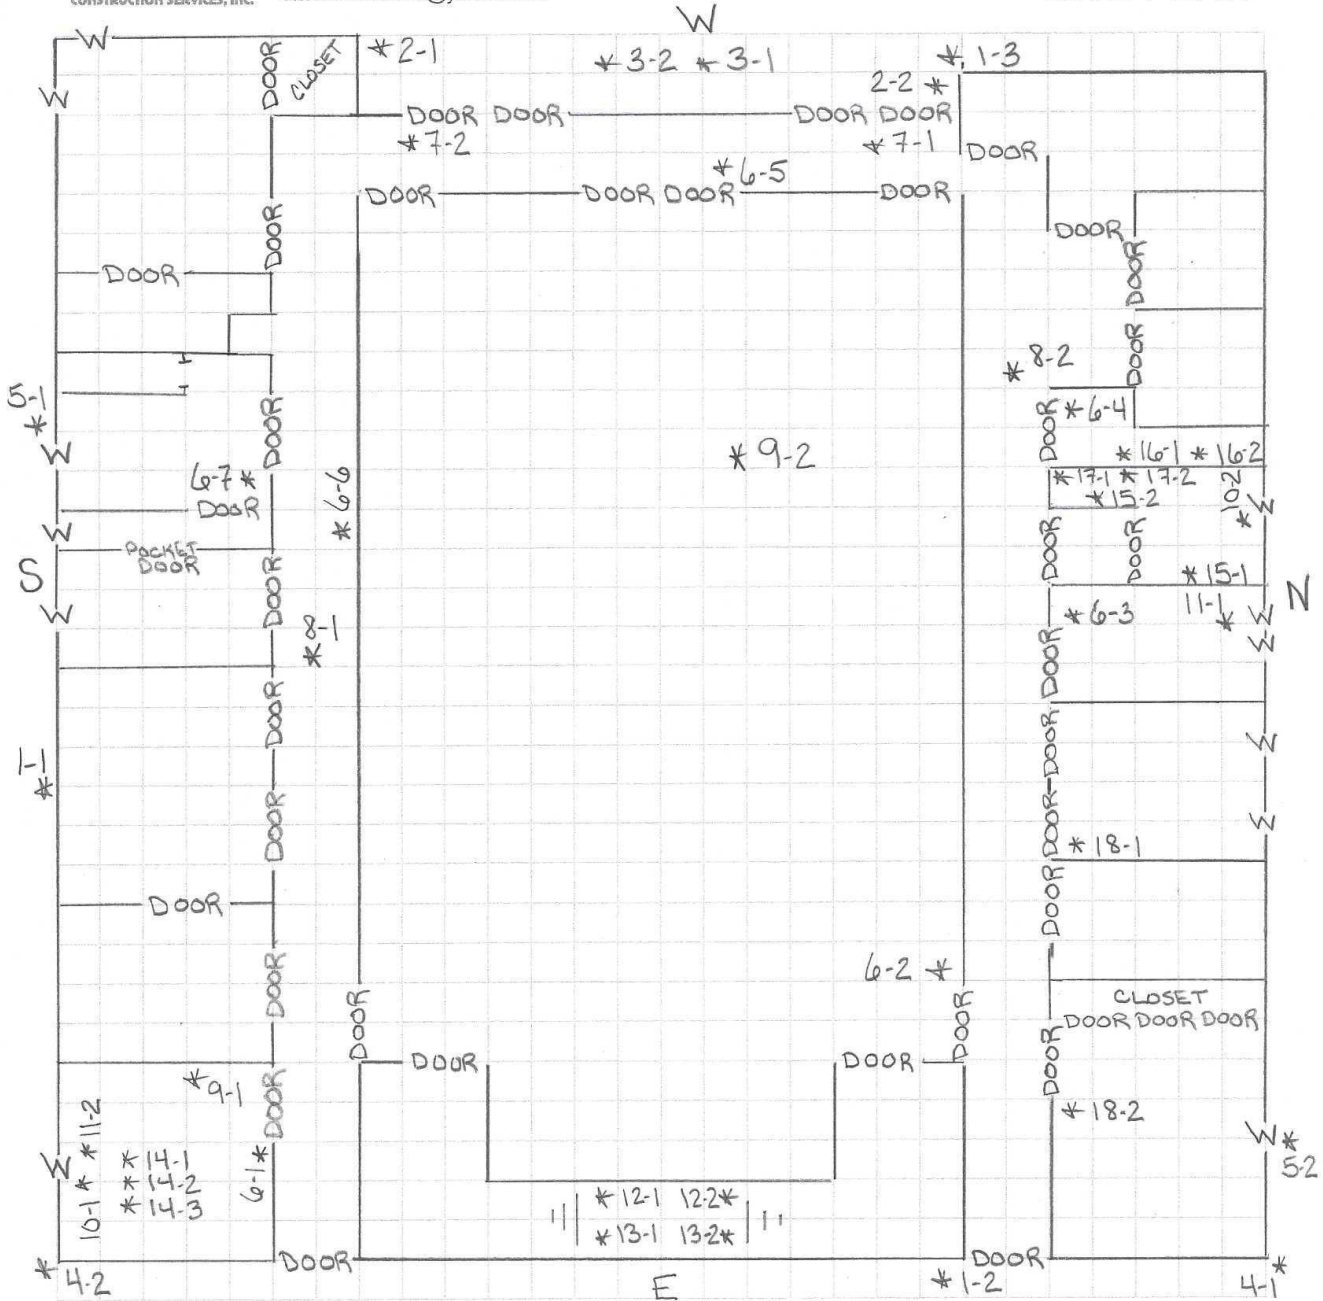 CONSTRUCTION SERVICES, INC.
W
W
DOOR
CLOSET
* 2-1
* 3-2 * 3-1
* 1-3
2-2 *
W
DOOR DOOR
DOOR DOOR
* 7-2
* 7-1
DOOR
* 6-5
DOOR
DOOR DOOR
DOOR
DOOR
DOOR
DOOR
DOOR
DOOR
* 8-2
5-1
*
DOOR
DOOR
* 6-4
W
6-7 *
DOOR
* 6-6
* 9-2
* 16-1 * 16-2
* 17-1 * 17-2
* 15-2
10-2
*
W
W
POCKET
DOOR
DOOR
DOOR
DOOR
* 15-1
S
N
W
* 8-1
* 6-3
11-1
*
W
W
DOOR
DOOR
DOOR
W
1-1
*
DOOR
DOOR
W
* 18-1
DOOR
DOOR
6-2 *
DOOR
CLOSET
DOOR DOOR DOOR
DOOR
DOOR
DOOR
DOOR
DOOR
* 9-1
DOOR
* 18-2
W
10-1 *
* 11-2
* 14-1
* 14-2
* 14-3
6-1 *
W *
5-2
* 12-1 12-2 *
* 13-1 13-2 *
DOOR
DOOR
* 4-2
E
* 1-2
4-1 *